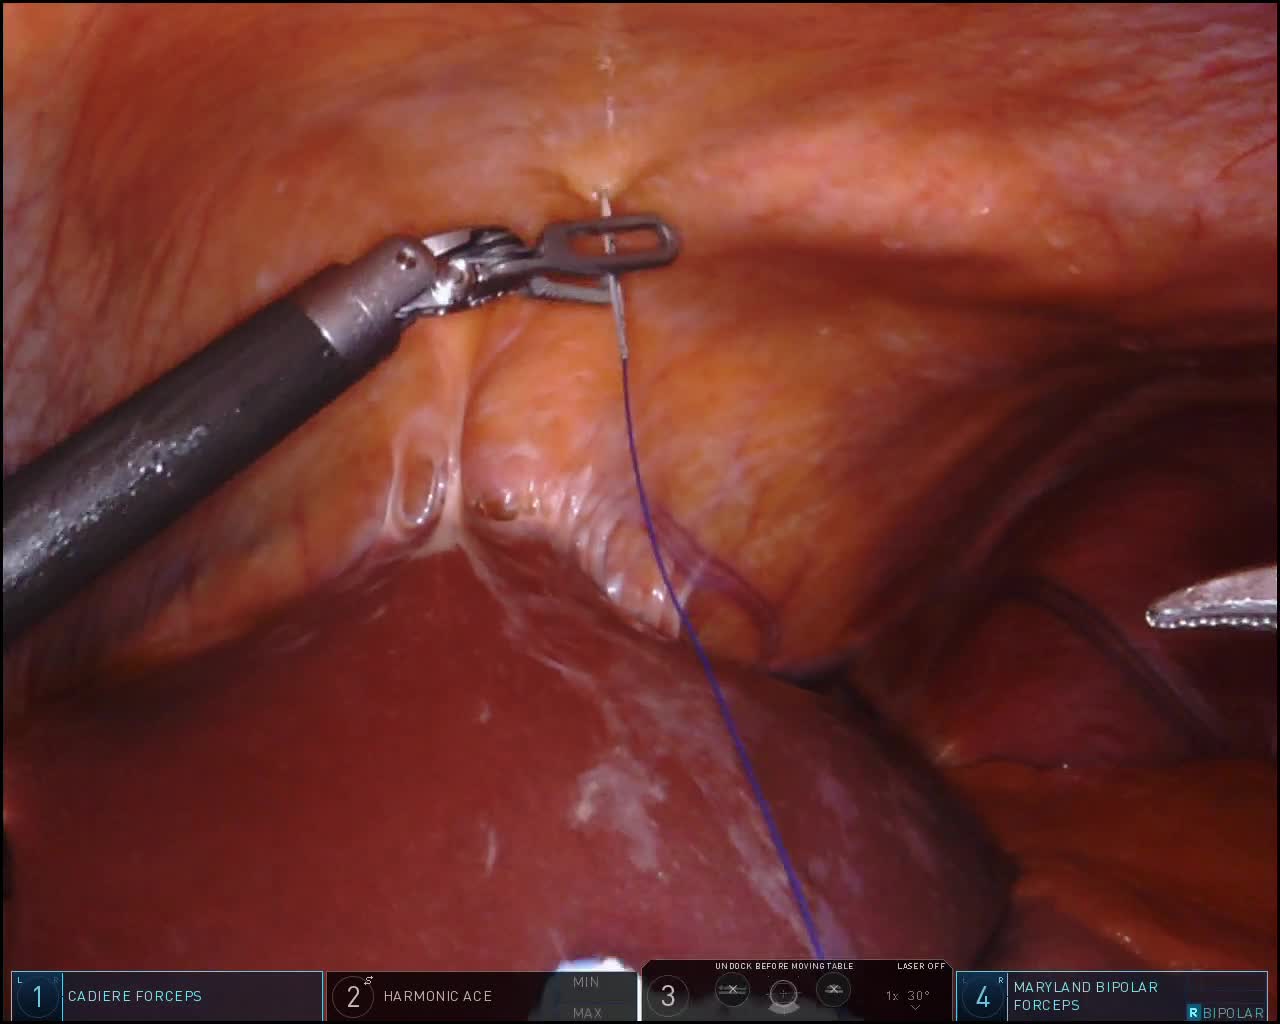 UNDOCK BEFORE MOVING TABLE
LASER OFF
L R
1
CADIERE FORCEPS
2
S
HARMONIC ACE
MIN
MAX
3
1x 30°
R
4
MARYLAND BIPOLAR
FORCEPS
R BIPOLAR